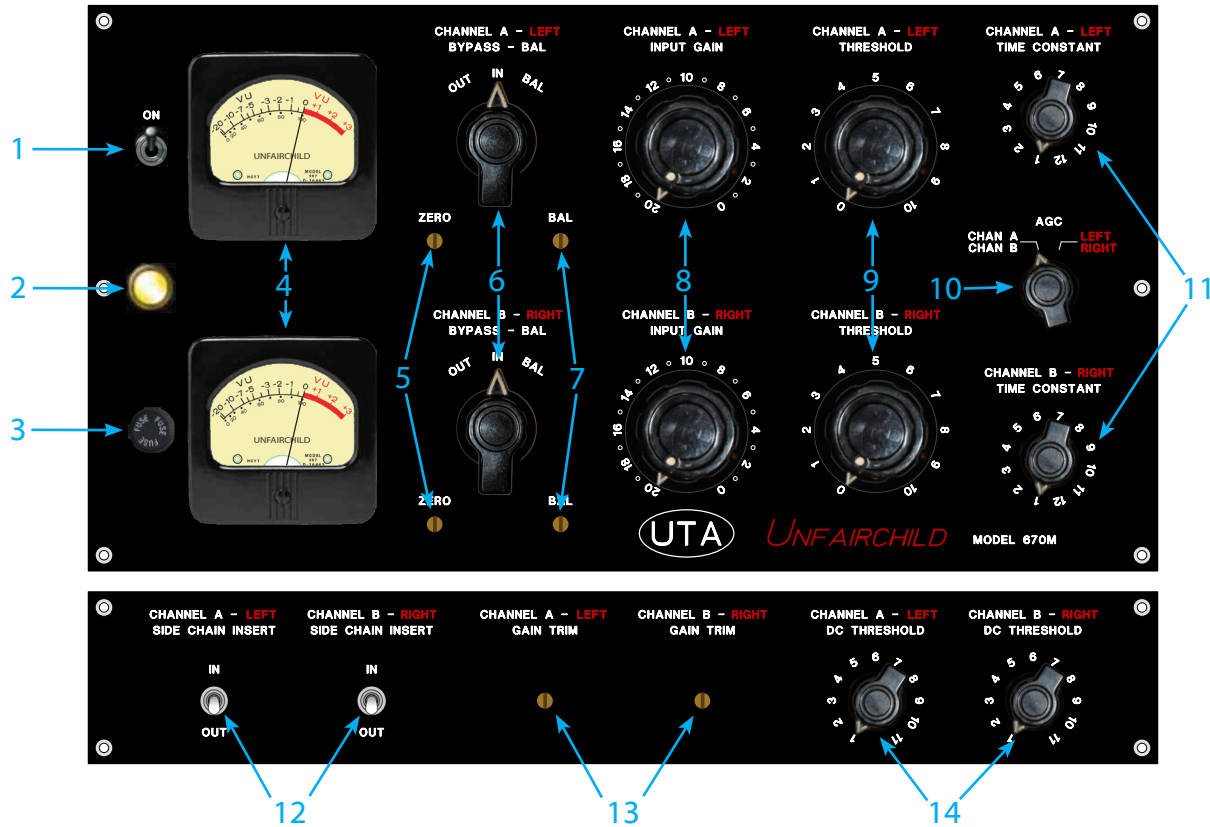 CHANNEL A - LEFT
BYPASS - BAL
OUT IN BAL
CHANNEL A - LEFT
INPUT GAIN
20 18 16 14 12 10 8 6 4 2 0
CHANNEL A - LEFT
THRESHOLD
0 1 2 3 4 5 6 7 8 9 10
CHANNEL A - LEFT
TIME CONSTANT
1 2 3 4 5 6 7 8 9 10 11 12
ON
VU VU
-20 -10 -7 -5 -3 -2 -1 0 +1 +2 +3
UNFAIRCHILD
HOYT
MODEL
1
2
3
4
5
6
7
8
9
10
11
ZERO
BAL
AGC
CHAN A LEFT
CHAN B RIGHT
CHANNEL B - RIGHT
BYPASS - BAL
OUT IN BAL
CHANNEL B - RIGHT
INPUT GAIN
20 18 16 14 12 10 8 6 4 2 0
CHANNEL B - RIGHT
THRESHOLD
0 1 2 3 4 5 6 7 8 9 10
CHANNEL B - RIGHT
TIME CONSTANT
1 2 3 4 5 6 7 8 9 10 11 12
FUSE FUSE FUSE
VU VU
-20 -10 -7 -5 -3 -2 -1 0 +1 +2 +3
UNFAIRCHILD
HOYT
MODEL
ZERO
BAL
UTA
UNFAIRCHILD
MODEL 670M
CHANNEL A - LEFT
SIDE CHAIN INSERT
IN
OUT
CHANNEL B - RIGHT
SIDE CHAIN INSERT
IN
OUT
CHANNEL A - LEFT
GAIN TRIM
CHANNEL B - RIGHT
GAIN TRIM
CHANNEL A - LEFT
DC THRESHOLD
1 2 3 4 5 6 7 8 9 10 11
CHANNEL B - RIGHT
DC THRESHOLD
1 2 3 4 5 6 7 8 9 10 11
12
13
14